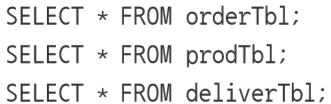 SELECT * FROM orderTbl;
SELECT * FROM prodTbl;
SELECT * FROM deliverTbl;